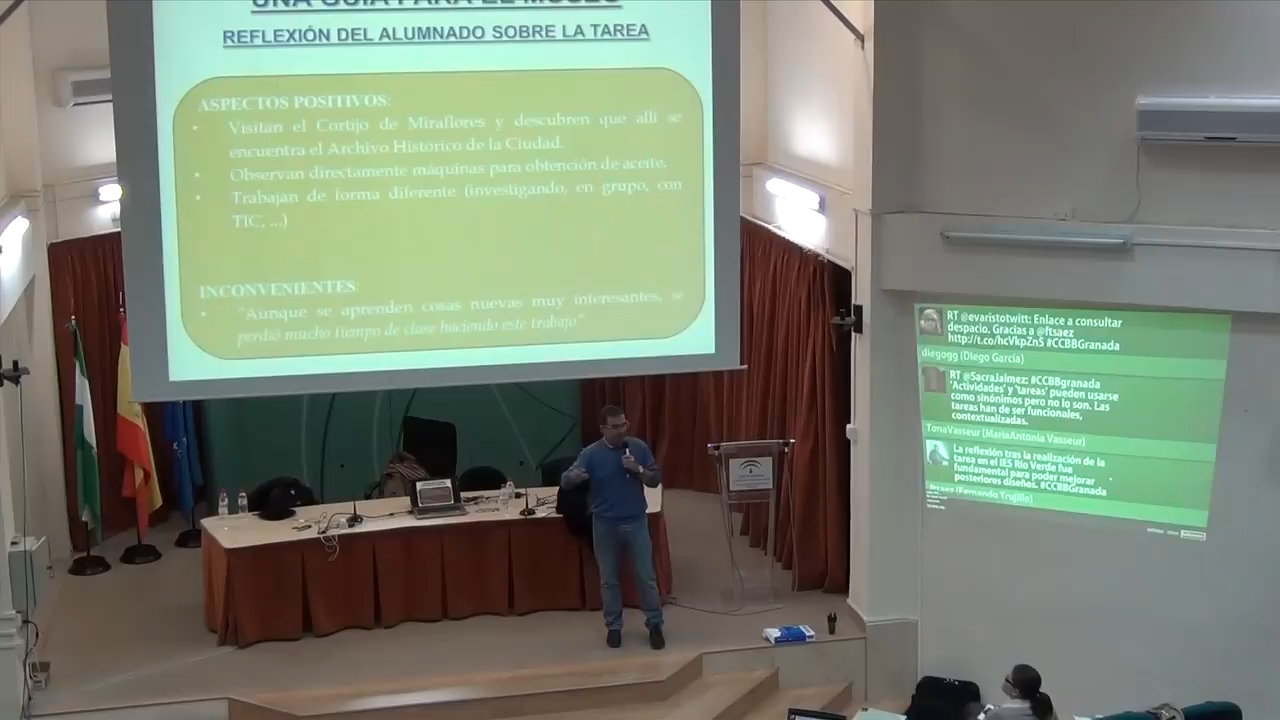 UNA GUÍA PARA EL MUSEO
REFLEXIÓN DEL ALUMNADO SOBRE LA TAREA
ASPECTOS POSITIVOS:
• Visitan el Cortijo de Miraflores y descubren que allí se
encuentra el Archivo Histórico de la Ciudad.
• Observan directamente máquinas para obtención de aceite.
• Trabajan de forma diferente (investigando, en grupo, con
TIC, ...)
INCONVENIENTES:
• "Aunque se aprenden cosas nuevas muy interesantes, se
perdió mucho tiempo de clase haciendo este trabajo"
RT @evaristotwitt: Enlace a consultar
despacio. Gracias a @ftsaez
http://t.co/hcVkpZnS #CCBBGranada
diegogg (Diego García)
RT @SacraJaimez: #CCBBgranada
'Actividades' y 'tareas' pueden usarse
como sinónimos pero no lo son. Las
tareas han de ser funcionales,
contextualizadas.
TonaVasseur (MariaAntonia Vasseur)
La reflexión tras la realización de la
tarea en el IES Río Verde fue
fundamental para poder mejorar
posteriores diseños. #CCBBGranada
(Fernando Trujillo)